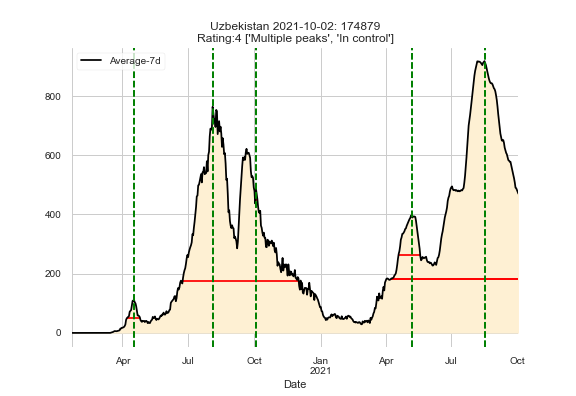 Uzbekistan 2021-10-02: 174879
Rating:4 ['Multiple peaks', 'In control']
Average-7d
800
600
400
200
0
Apr
Jul
Oct
Jan
2021
Apr
Jul
Oct
Date